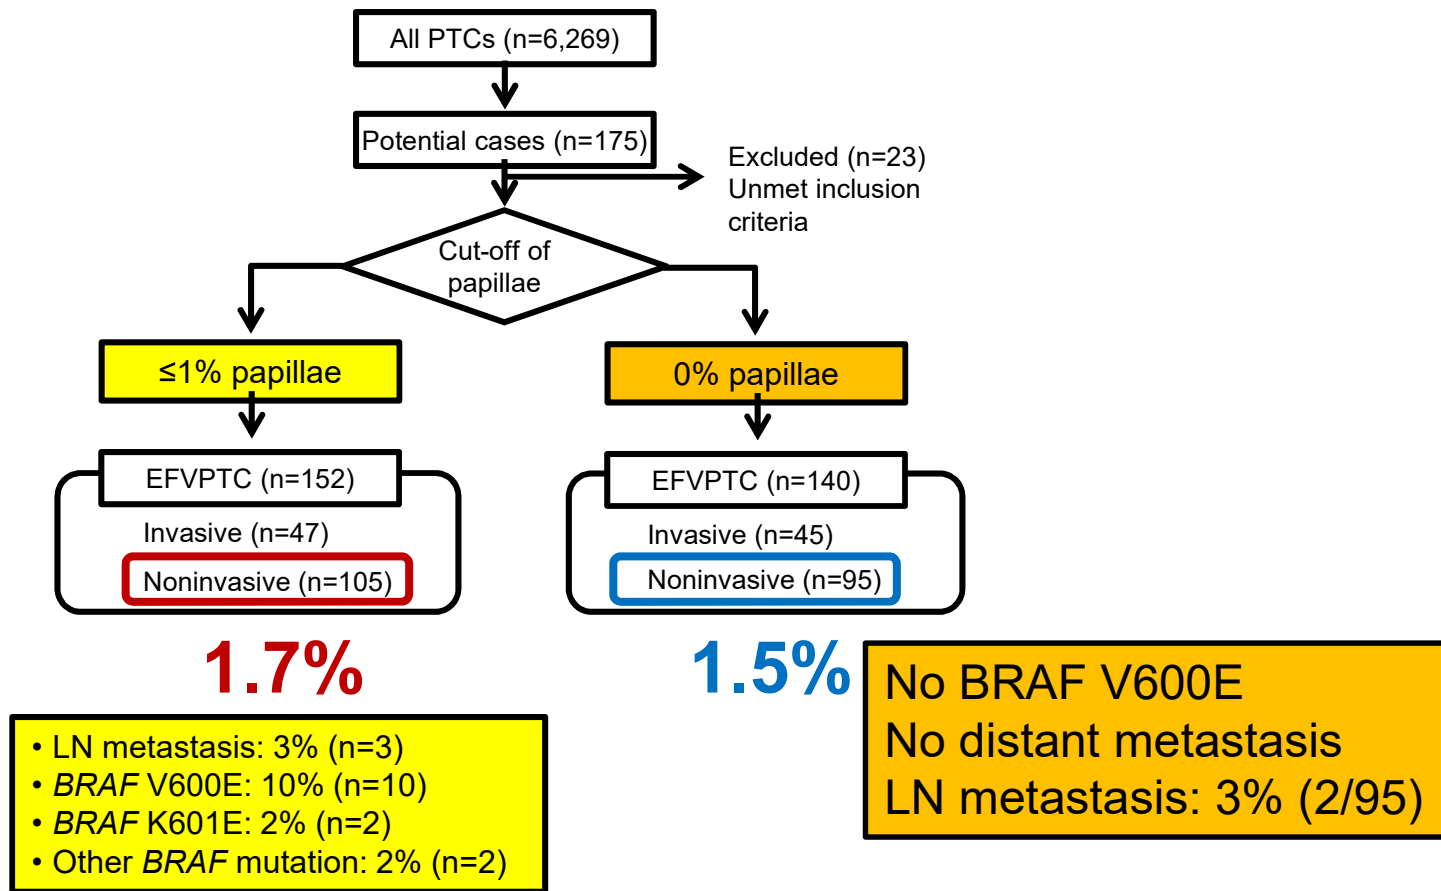 All PTCs (n=6,269)
Potential cases (n=175)
Excluded (n=23)
Unmet inclusion
criteria
Cut-off of
papillae
≤1% papillae
0% papillae
EFVPTC (n=152)
Invasive (n=47)
Noninvasive (n=105)
EFVPTC (n=140)
Invasive (n=45)
Noninvasive (n=95)
1.7%
1.5%
• LN metastasis: 3% (n=3)
• BRAF V600E: 10% (n=10)
• BRAF K601E: 2% (n=2)
• Other BRAF mutation: 2% (n=2)
No BRAF V600E
No distant metastasis
LN metastasis: 3% (2/95)